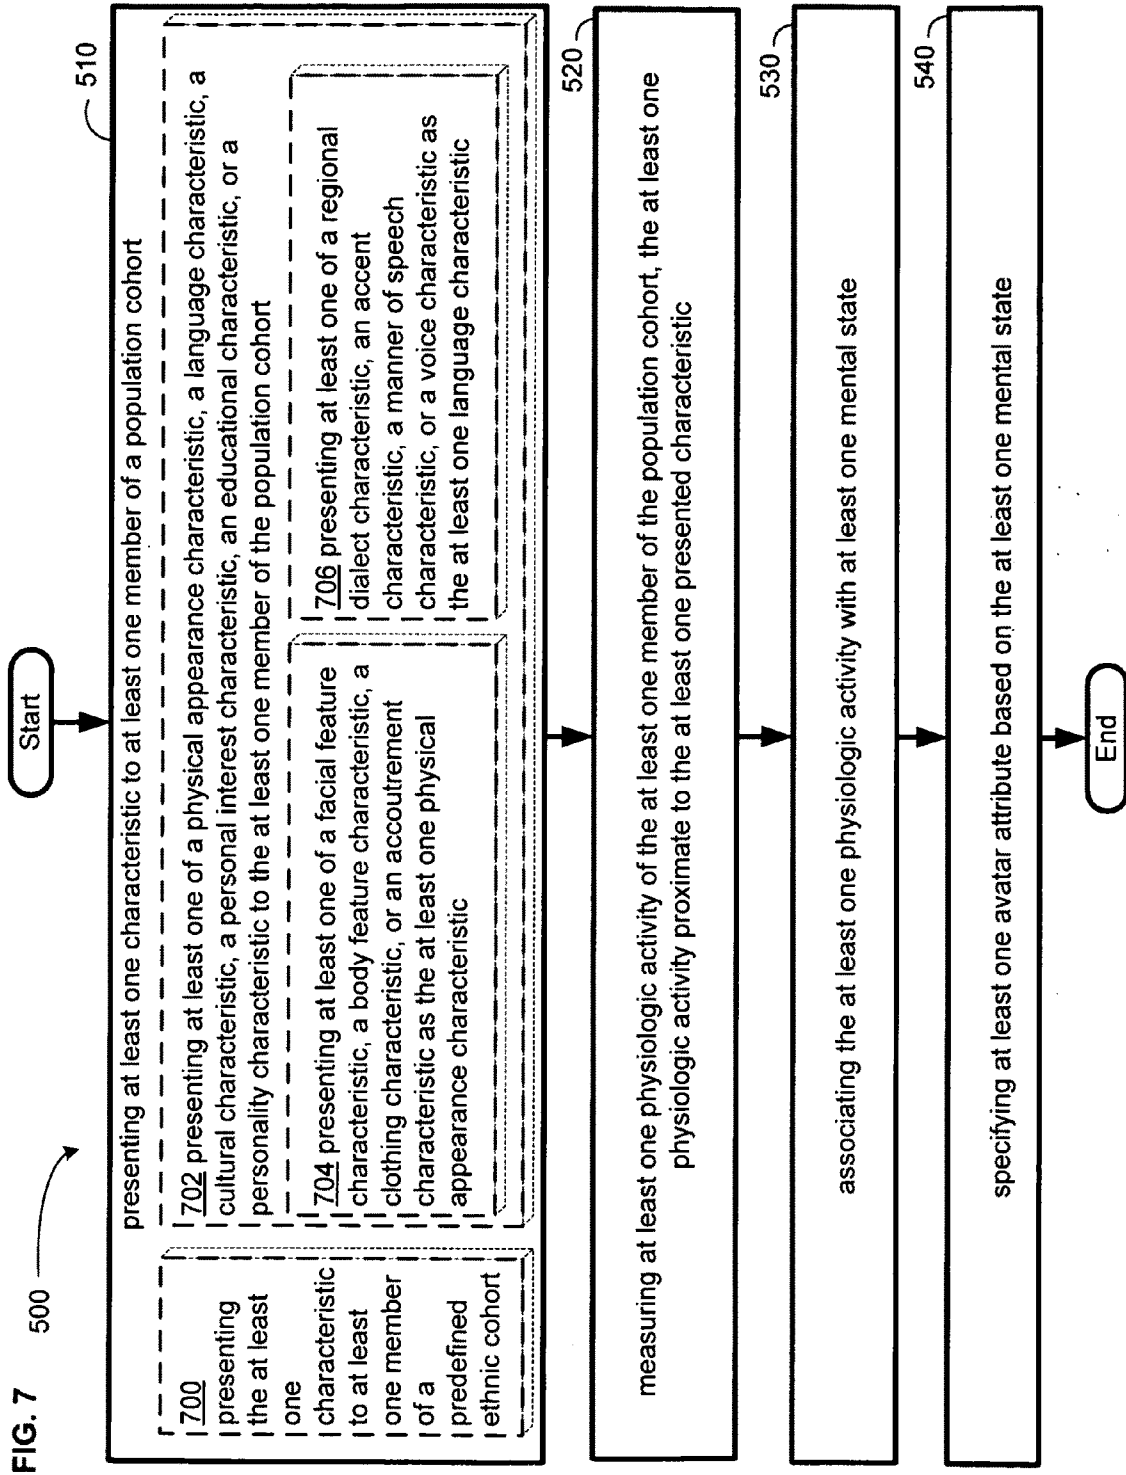 FIG. 7
500
Start
510
presenting at least one characteristic to at least one member of a population cohort
700
presenting
the at least
one
characteristic
to at least
one member
of a
predefined
ethnic cohort
702 presenting at least one of a physical appearance characteristic, a language characteristic, a
cultural characteristic, a personal interest characteristic, an educational characteristic, or a
personality characteristic to the at least one member of the population cohort
704 presenting at least one of a facial feature
characteristic, a body feature characteristic, a
clothing characteristic, or an accoutrement
characteristic as the at least one physical
appearance characteristic
706 presenting at least one of a regional
dialect characteristic, an accent
characteristic, a manner of speech
characteristic, or a voice characteristic as
the at least one language characteristic
520
measuring at least one physiologic activity of the at least one member of the population cohort, the at least one
physiologic activity proximate to the at least one presented characteristic
530
associating the at least one physiologic activity with at least one mental state
540
specifying at least one avatar attribute based on the at least one mental state
End